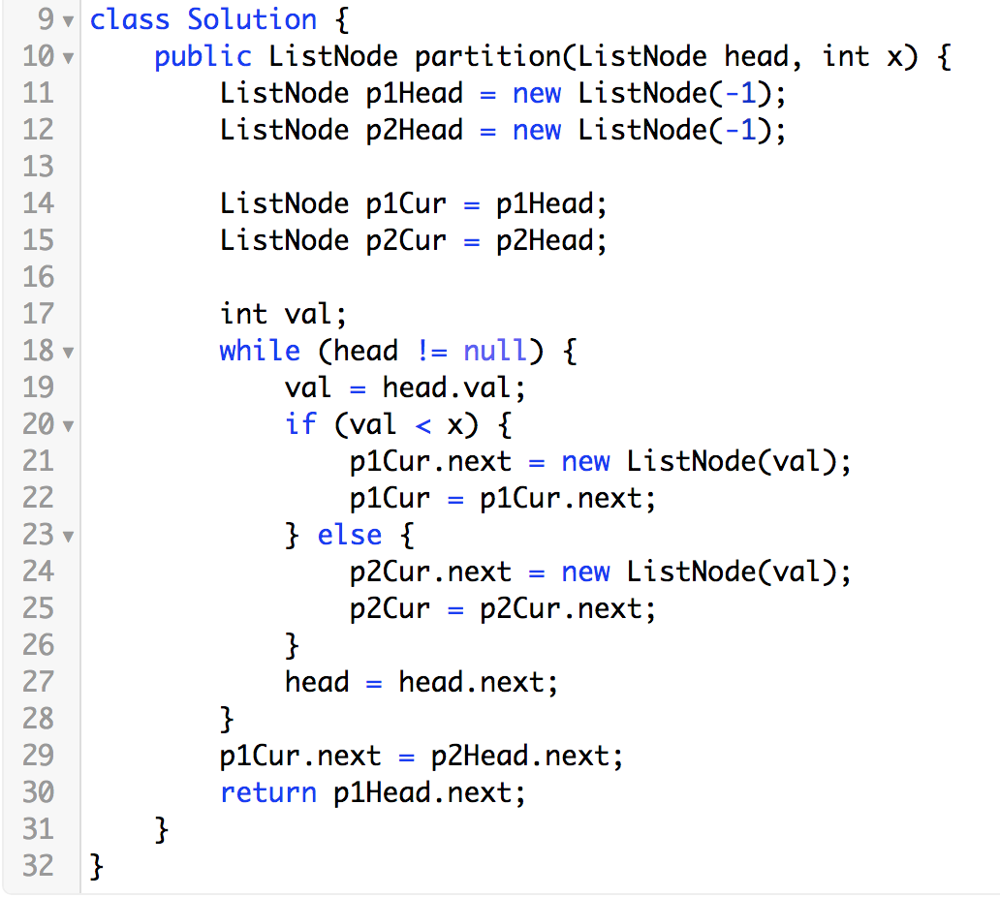 9 class Solution {
10     public ListNode partition(ListNode head, int x) {
11         ListNode p1Head = new ListNode(-1);
12         ListNode p2Head = new ListNode(-1);
13
14         ListNode p1Cur = p1Head;
15         ListNode p2Cur = p2Head;
16
17         int val;
18         while (head != null) {
19             val = head.val;
20             if (val < x) {
21                 p1Cur.next = new ListNode(val);
22                 p1Cur = p1Cur.next;
23             } else {
24                 p2Cur.next = new ListNode(val);
25                 p2Cur = p2Cur.next;
26             }
27             head = head.next;
28         }
29         p1Cur.next = p2Head.next;
30         return p1Head.next;
31     }
32 }